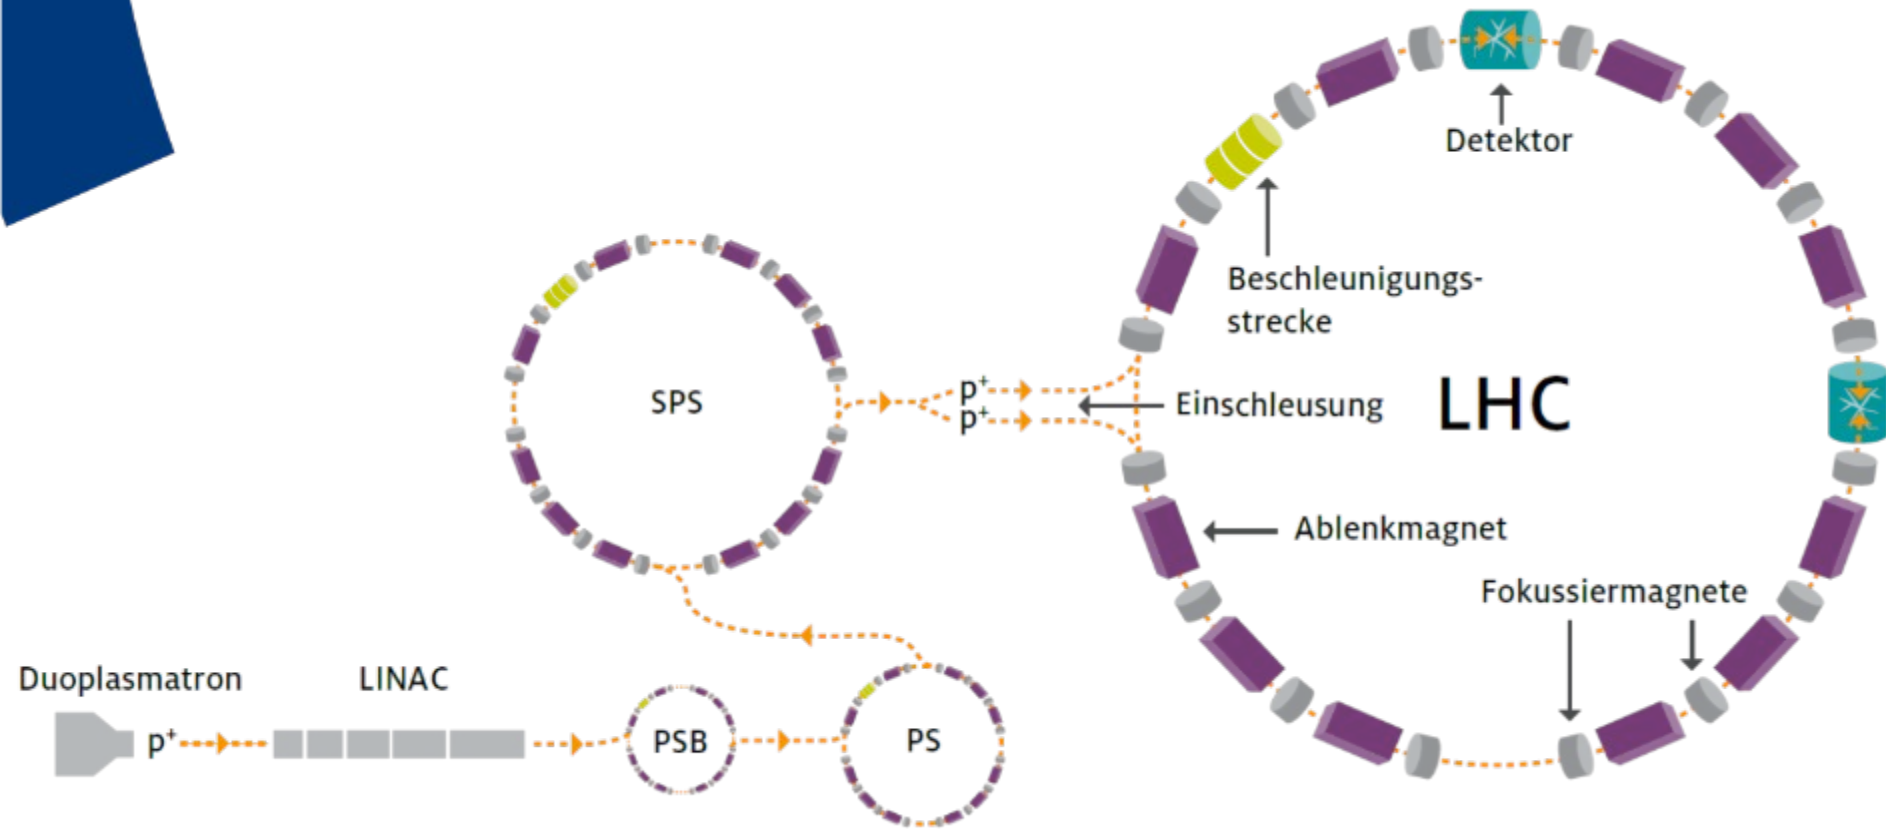 Detektor
Beschleunigungs-
strecke
SPS
p⁺
p⁺
Einschleusung
LHC
Ablenkmagnet
Fokussiermagnete
Duoplasmatron
LINAC
p⁺
PSB
PS